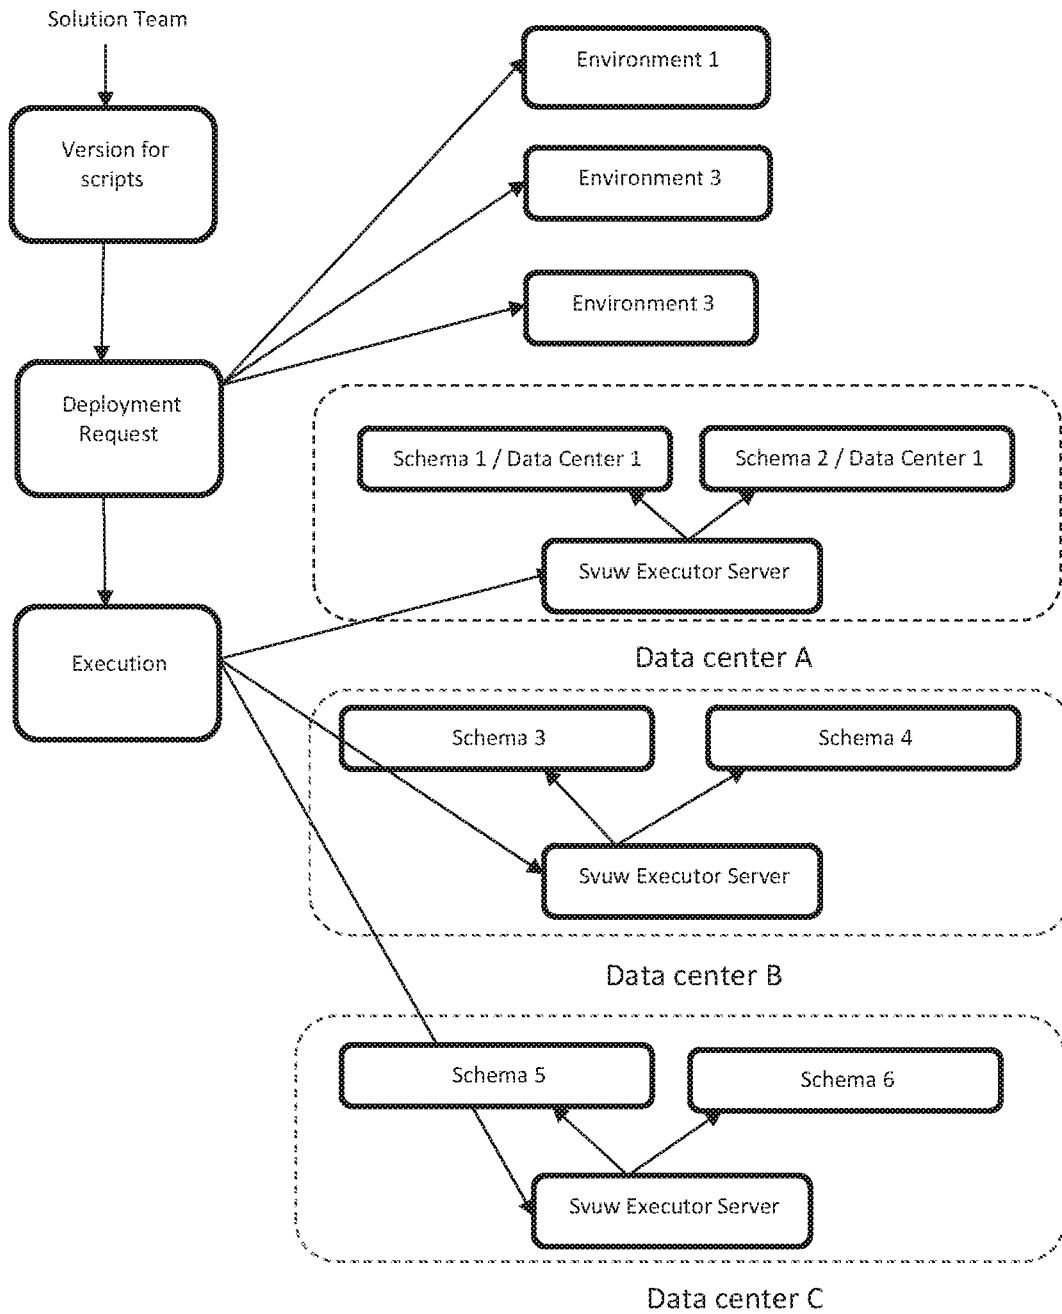 Solution Team
Environment 1
Version for
scripts
Environment 3
Environment 3
Deployment
Request
Schema 1 / Data Center 1
Schema 2 / Data Center 1
Svuw Executor Server
Execution
Data center A
Schema 3
Schema 4
Svuw Executor Server
Data center B
Schema 5
Schema 6
Svuw Executor Server
Data center C